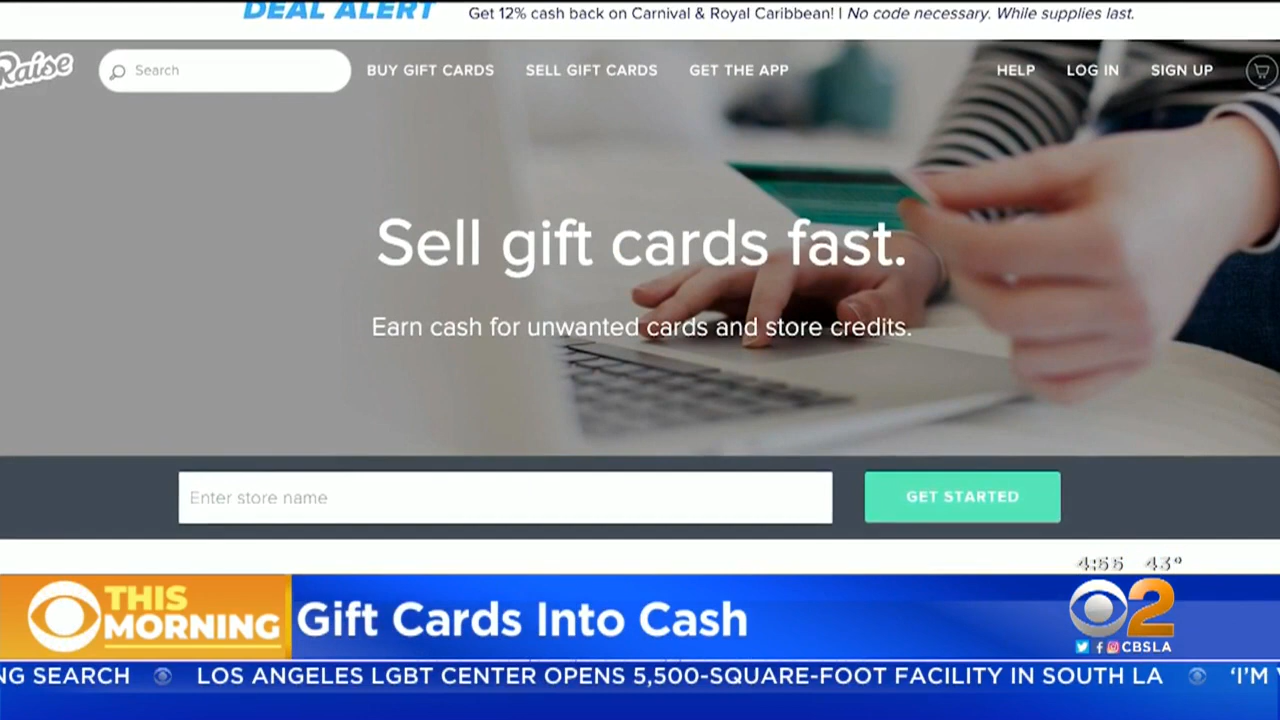 DEAL ALERT Get 12% cash back on Carnival & Royal Caribbean! | No code necessary. While supplies last.
Raise Search BUY GIFT CARDS SELL GIFT CARDS GET THE APP HELP LOG IN SIGN UP
Sell gift cards fast.
Earn cash for unwanted cards and store credits.
Enter store name GET STARTED
4:55 43°
THIS
MORNING
Gift Cards Into Cash
2
CBSLA
NG SEARCH LOS ANGELES LGBT CENTER OPENS 5,500-SQUARE-FOOT FACILITY IN SOUTH LA ‘I'M